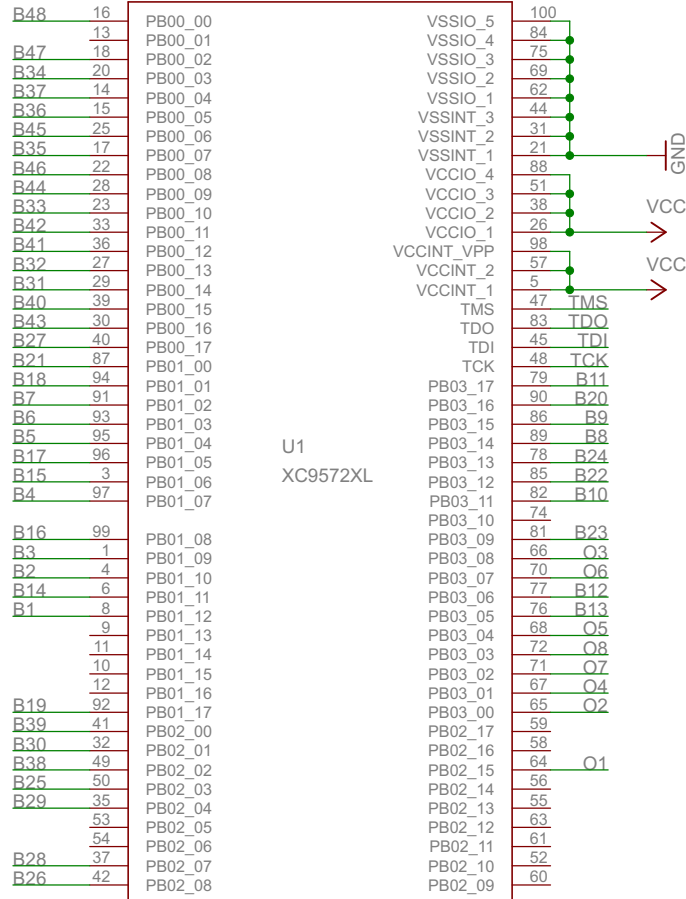 B48 16 PB00_00 VSSIO_5 100
13 PB00_01 VSSIO_4 84
B47 18 PB00_02 VSSIO_3 75
B34 20 PB00_03 VSSIO_2 69
B37 14 PB00_04 VSSIO_1 62
B36 15 PB00_05 VSSINT_3 44
B45 25 PB00_06 VSSINT_2 31
B35 17 PB00_07 VSSINT_1 21 GND
B46 22 PB00_08 VCCIO_4 88
B44 28 PB00_09 VCCIO_3 51
B33 23 PB00_10 VCCIO_2 38 VCC
B42 33 PB00_11 VCCIO_1 26
B41 36 PB00_12 VCCINT_VPP 98
B32 27 PB00_13 VCCINT_2 57 VCC
B31 29 PB00_14 VCCINT_1 5
B40 39 PB00_15 TMS 47 TMS
B43 30 PB00_16 TDO 83 TDO
B27 40 PB00_17 TDI 45 TDI
B21 87 PB01_00 TCK 48 TCK
B18 94 PB01_01 PB03_17 79 B11
B7 91 PB01_02 PB03_16 90 B20
B6 93 PB01_03 PB03_15 86 B9
B5 95 PB01_04 PB03_14 89 B8
U1
B17 96 PB01_05 PB03_13 78 B24
XC9572XL
B15 3 PB01_06 PB03_12 85 B22
B4 97 PB01_07 PB03_11 82 B10
PB03_10 74
B16 99 PB01_08 PB03_09 81 B23
B3 1 PB01_09 PB03_08 66 O3
B2 4 PB01_10 PB03_07 70 O6
B14 6 PB01_11 PB03_06 77 B12
B1 8 PB01_12 PB03_05 76 B13
9 PB01_13 PB03_04 68 O5
11 PB01_14 PB03_03 72 O8
10 PB01_15 PB03_02 71 O7
12 PB01_16 PB03_01 67 O4
B19 92 PB01_17 PB03_00 65 O2
B39 41 PB02_00 PB02_17 59
B30 32 PB02_01 PB02_16 58
B38 49 PB02_02 PB02_15 64 O1
B25 50 PB02_03 PB02_14 56
B29 35 PB02_04 PB02_13 55
53 PB02_05 PB02_12 63
54 PB02_06 PB02_11 61
B28 37 PB02_07 PB02_10 52
B26 42 PB02_08 PB02_09 60